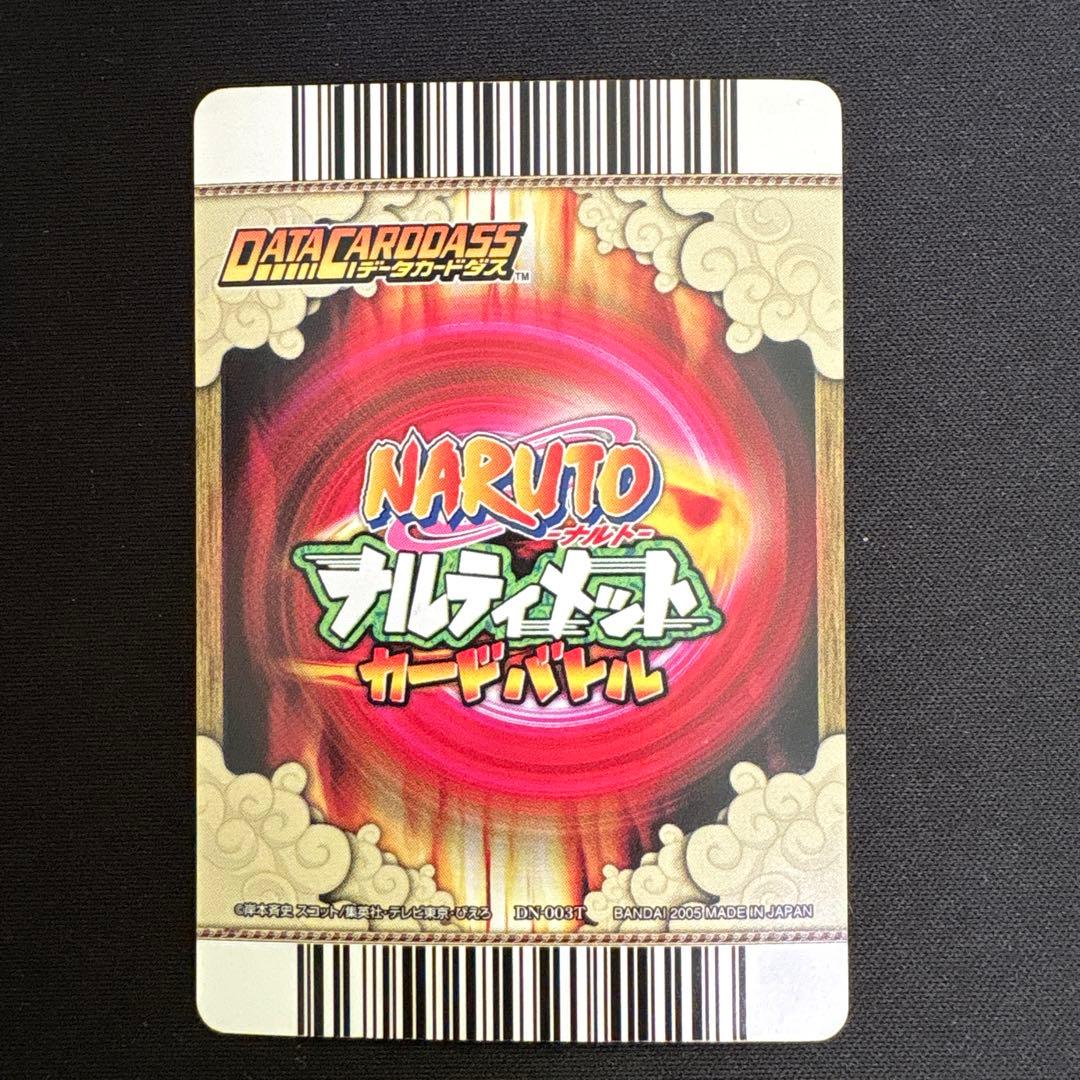 DATACARDDASS
データカードダス™
NARUTO
-ナルト-
ナルティメット
カードバトル
©岸本斉史 スコット/集英社・テレビ東京・ぴえろ DN-003T BANDAI 2005 MADE IN JAPAN